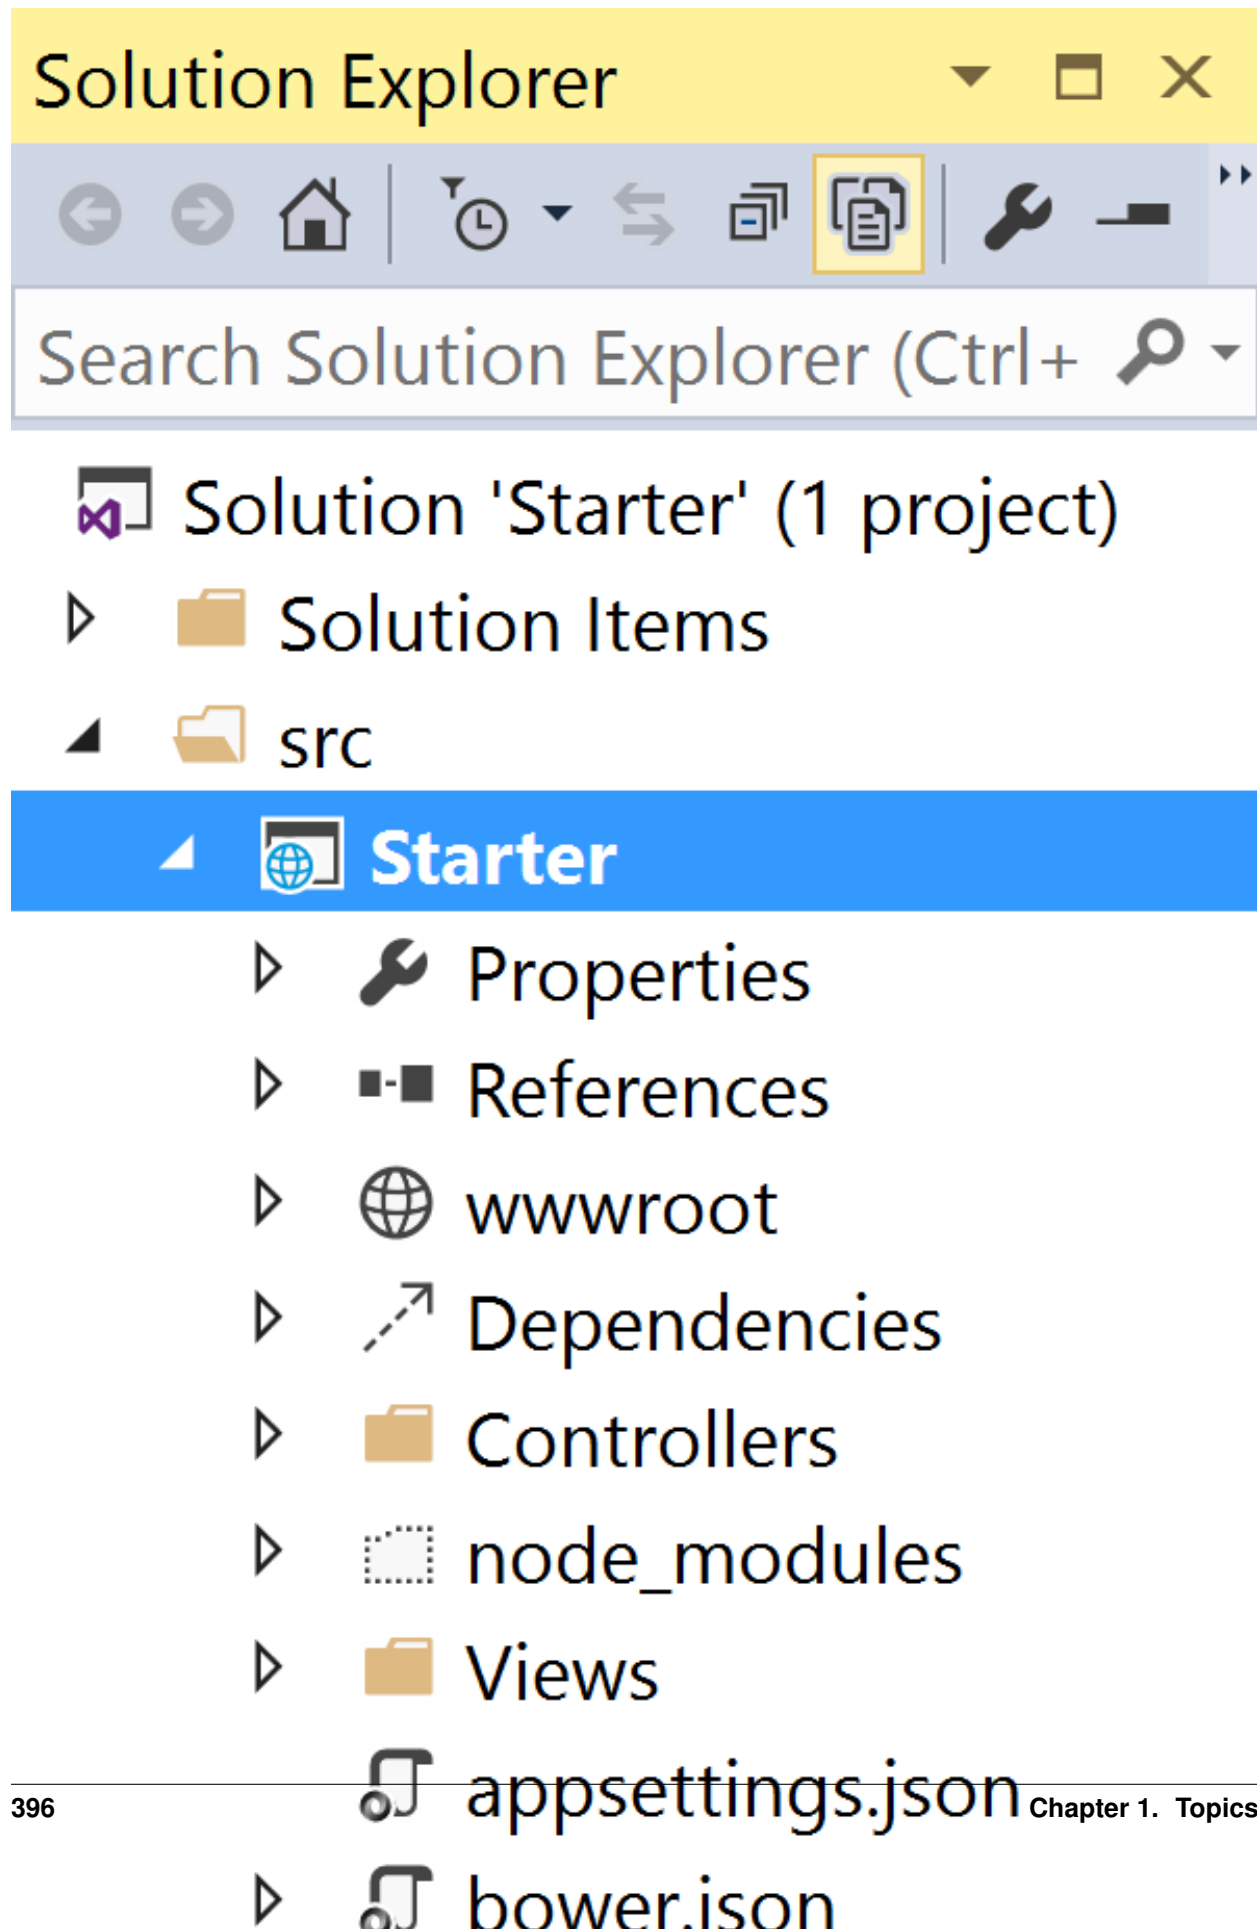 Solution Explorer
Search Solution Explorer (Ctrl+
Solution 'Starter' (1 project)
Solution Items
src
Starter
Properties
References
wwwroot
Dependencies
Controllers
node_modules
Views
appsettings.json
396
Chapter 1. Topics
bower.json